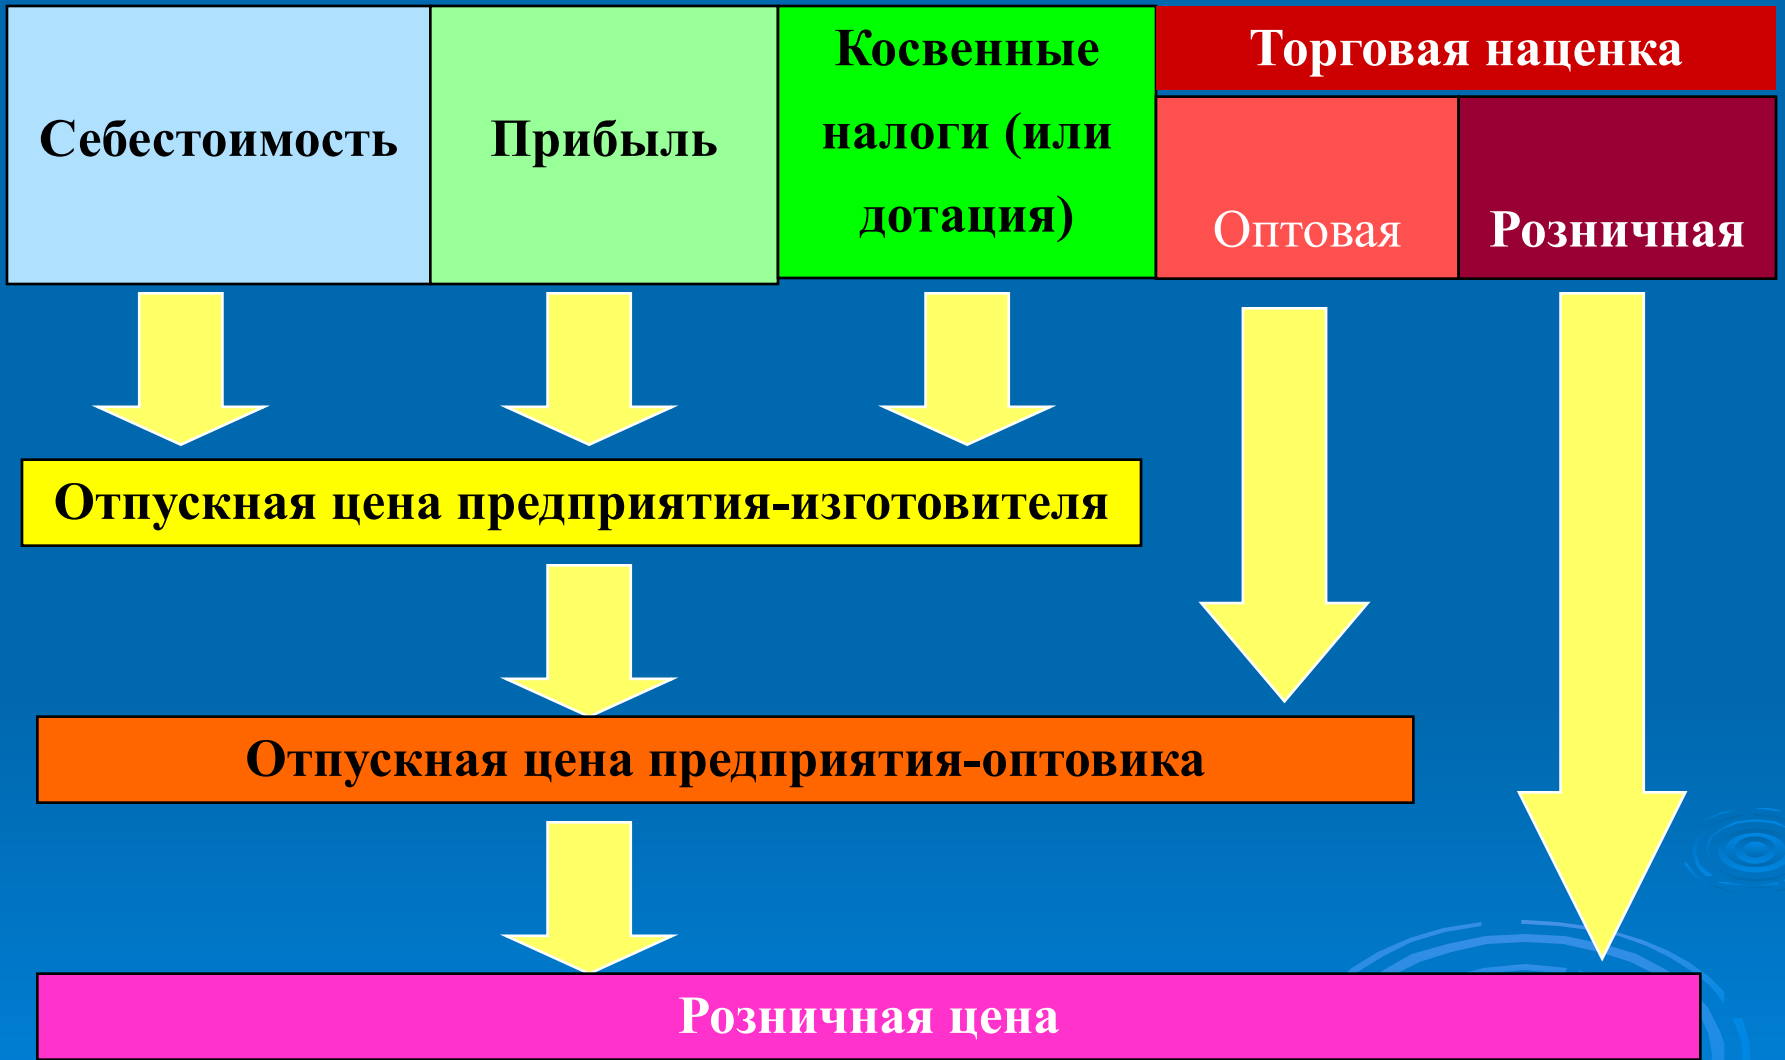 Себестоимость
Прибыль
Косвенные
налоги (или
дотация)
Торговая наценка
Оптовая
Розничная
Отпускная цена предприятия-изготовителя
Отпускная цена предприятия-оптовика
Розничная цена